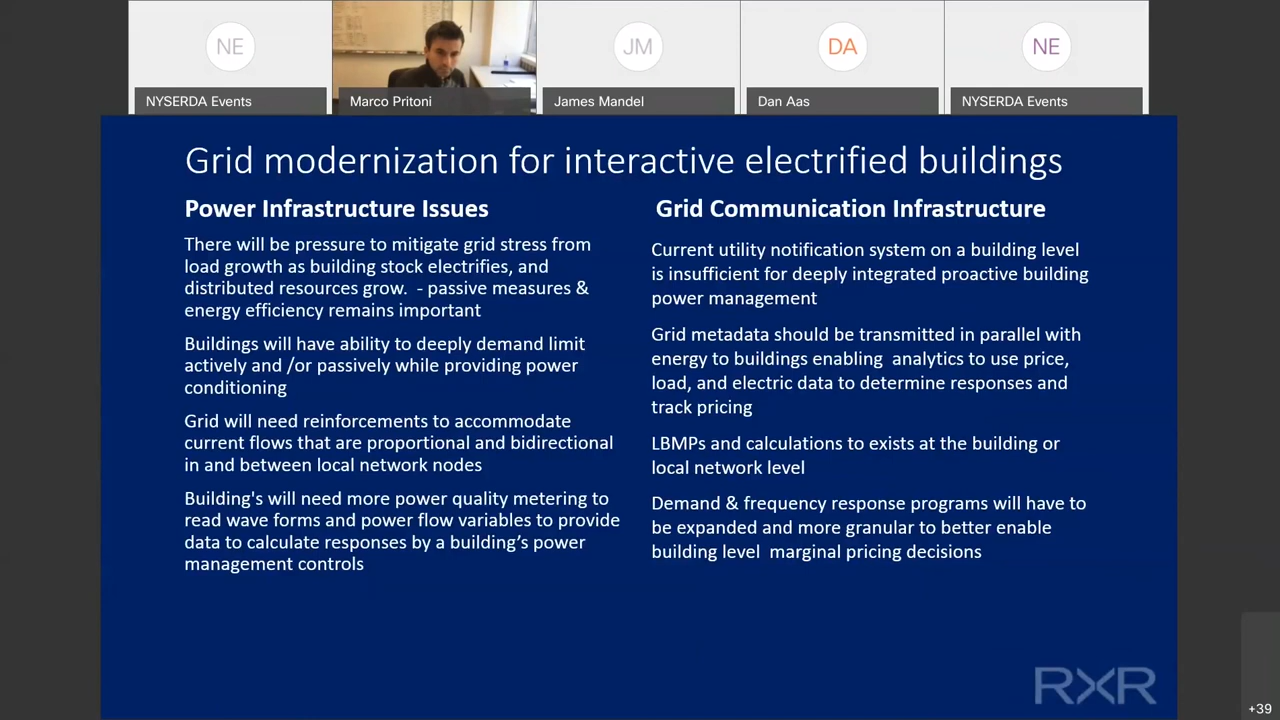 NE
JM
DA
NE
NYSERDA Events
Marco Pritoni
James Mandel
Dan Aas
NYSERDA Events
Grid modernization for interactive electrified buildings
Power Infrastructure Issues
There will be pressure to mitigate grid stress from
load growth as building stock electrifies, and
distributed resources grow.  - passive measures &
energy efficiency remains important
Buildings will have ability to deeply demand limit
actively and /or passively while providing power
conditioning
Grid will need reinforcements to accommodate
current flows that are proportional and bidirectional
in and between local network nodes
Building's will need more power quality metering to
read wave forms and power flow variables to provide
data to calculate responses by a building’s power
management controls
Grid Communication Infrastructure
Current utility notification system on a building level
is insufficient for deeply integrated proactive building
power management
Grid metadata should be transmitted in parallel with
energy to buildings enabling  analytics to use price,
load, and electric data to determine responses and
track pricing
LBMPs and calculations to exists at the building or
local network level
Demand & frequency response programs will have to
be expanded and more granular to better enable
building level  marginal pricing decisions
RXR
+39